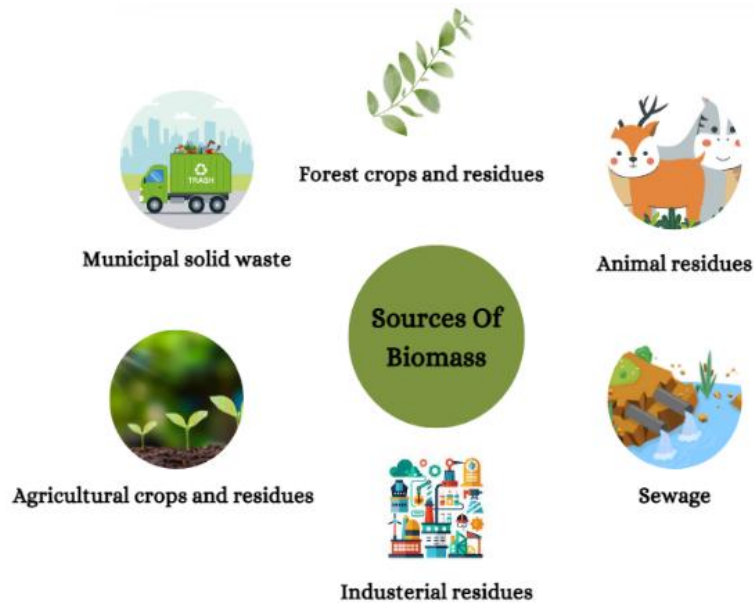 Forest crops and residues
TRASH
Municipal solid waste
Animal residues
Sources Of
Biomass
Agricultural crops and residues
Sewage
Industerial residues